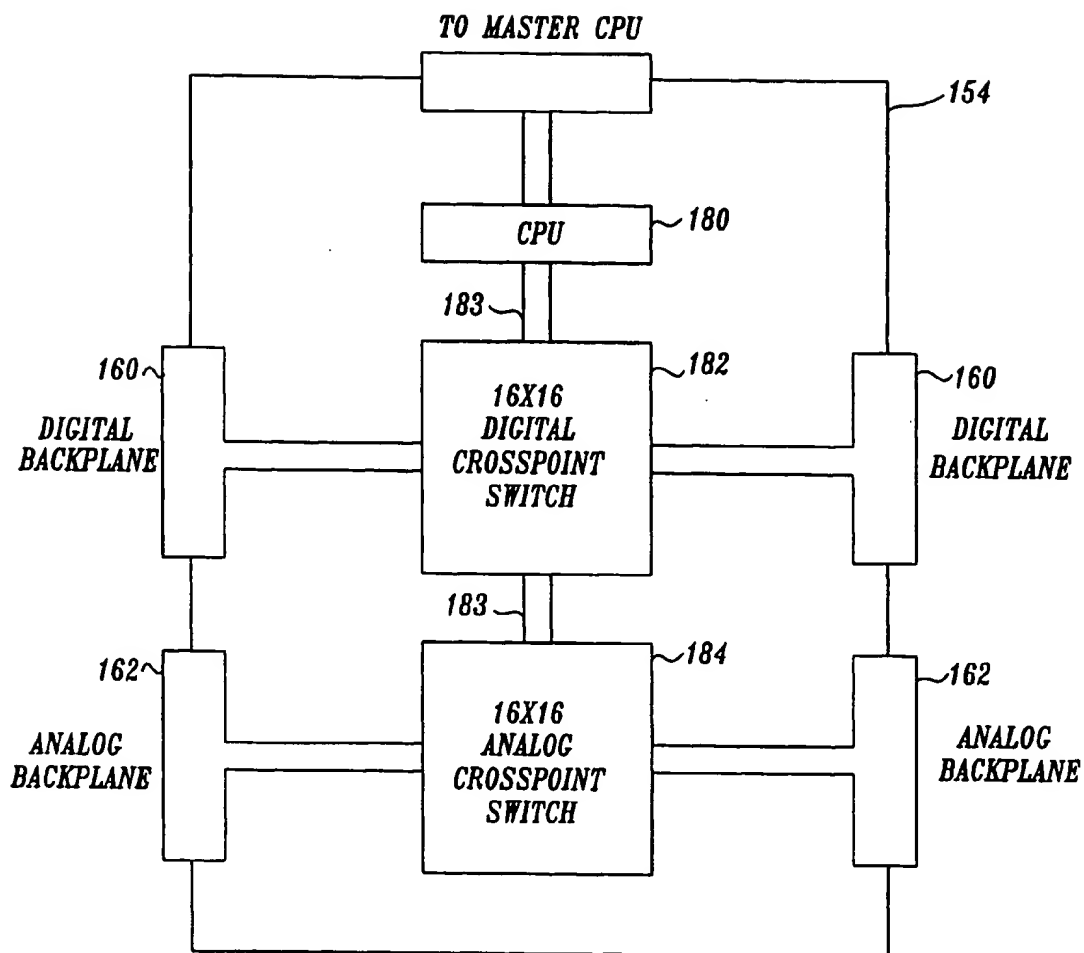 TO MASTER CPU
154
CPU
180
183
160
182
160
16X16
DIGITAL
CROSSPOINT
SWITCH
DIGITAL
BACKPLANE
DIGITAL
BACKPLANE
183
162
184
162
16X16
ANALOG
CROSSPOINT
SWITCH
ANALOG
BACKPLANE
ANALOG
BACKPLANE